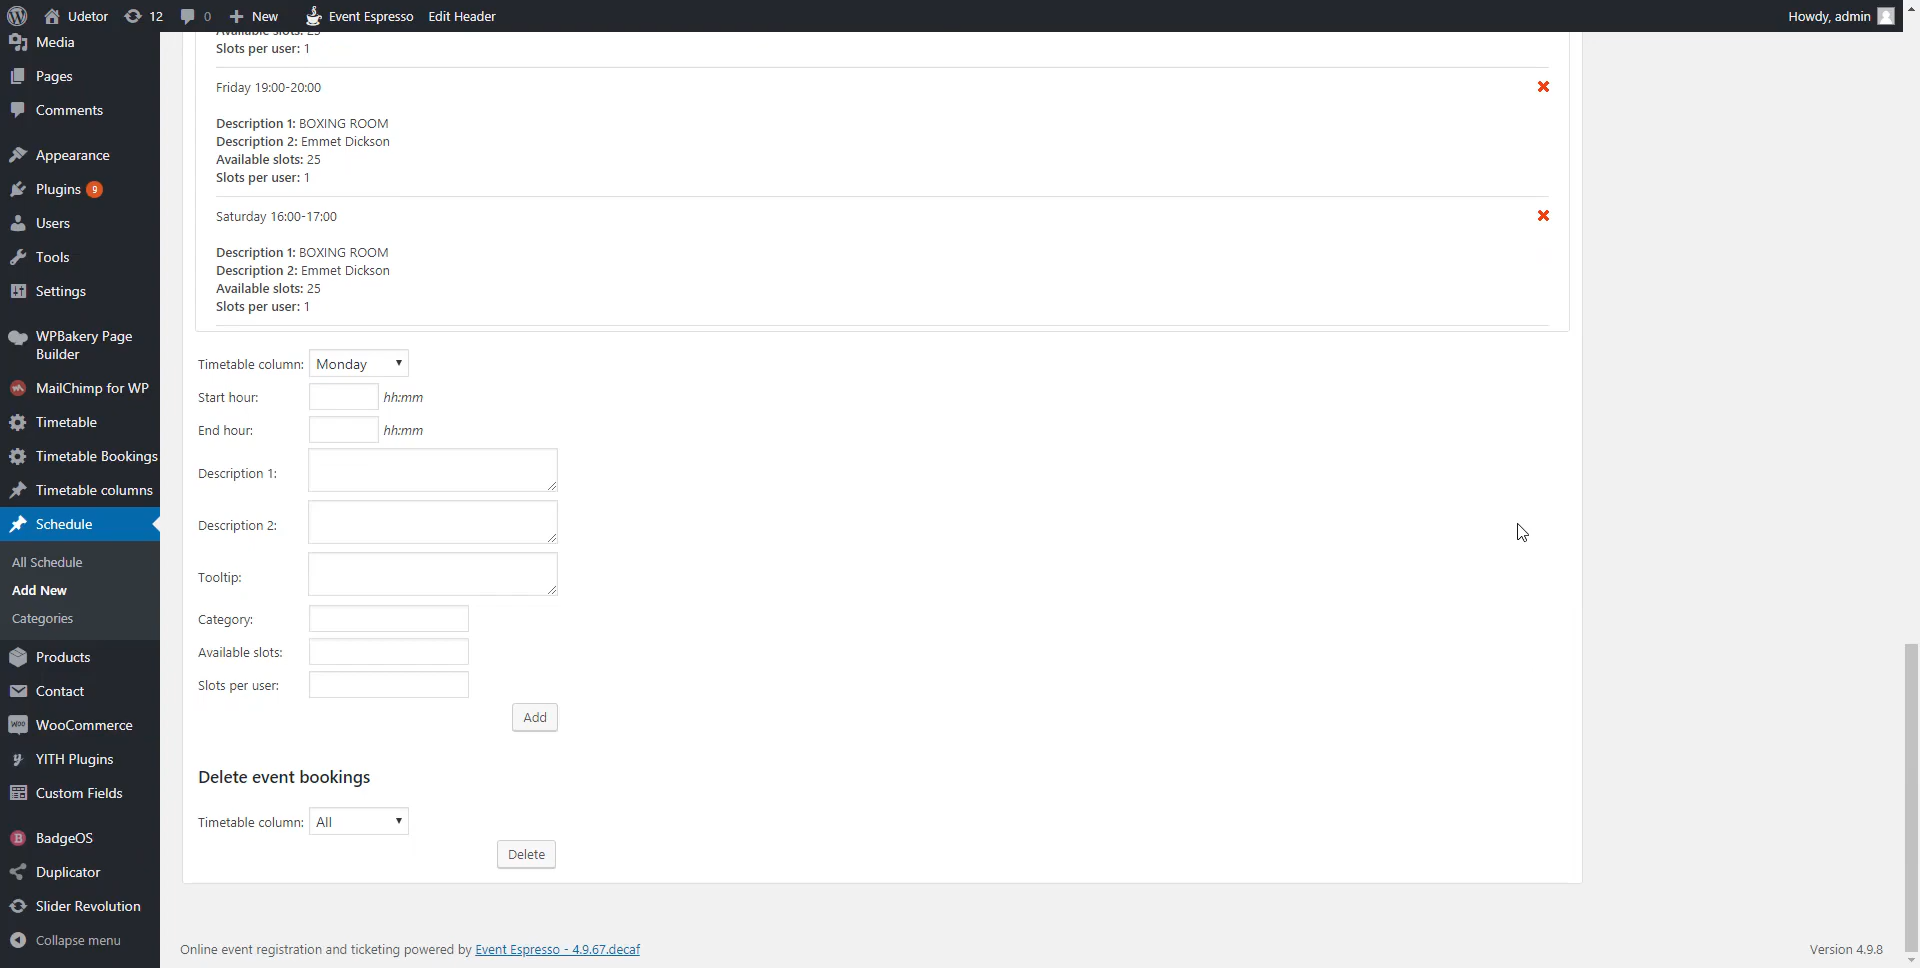 Udetor
12
0
New
Event Espresso
Edit Header
Howdy, admin
Media
Pages
Comments
Appearance
Plugins 9
Users
Tools
Settings
WPBakery Page
Builder
MailChimp for WP
Timetable
Timetable Bookings
Timetable columns
Schedule
All Schedule
Add New
Categories
Products
Contact
WooCommerce
YITH Plugins
Custom Fields
BadgeOS
Duplicator
Slider Revolution
Collapse menu
Available slots: 25
Slots per user: 1
Friday 19:00-20:00
Description 1: BOXING ROOM
Description 2: Emmet Dickson
Available slots: 25
Slots per user: 1
Saturday 16:00-17:00
Description 1: BOXING ROOM
Description 2: Emmet Dickson
Available slots: 25
Slots per user: 1
Timetable column: Monday
Start hour: hh:mm
End hour: hh:mm
Description 1:
Description 2:
Tooltip:
Category:
Available slots:
Slots per user:
Add
Delete event bookings
Timetable column: All
Delete
Online event registration and ticketing powered by Event Espresso - 4.9.67.decaf
Version 4.9.8